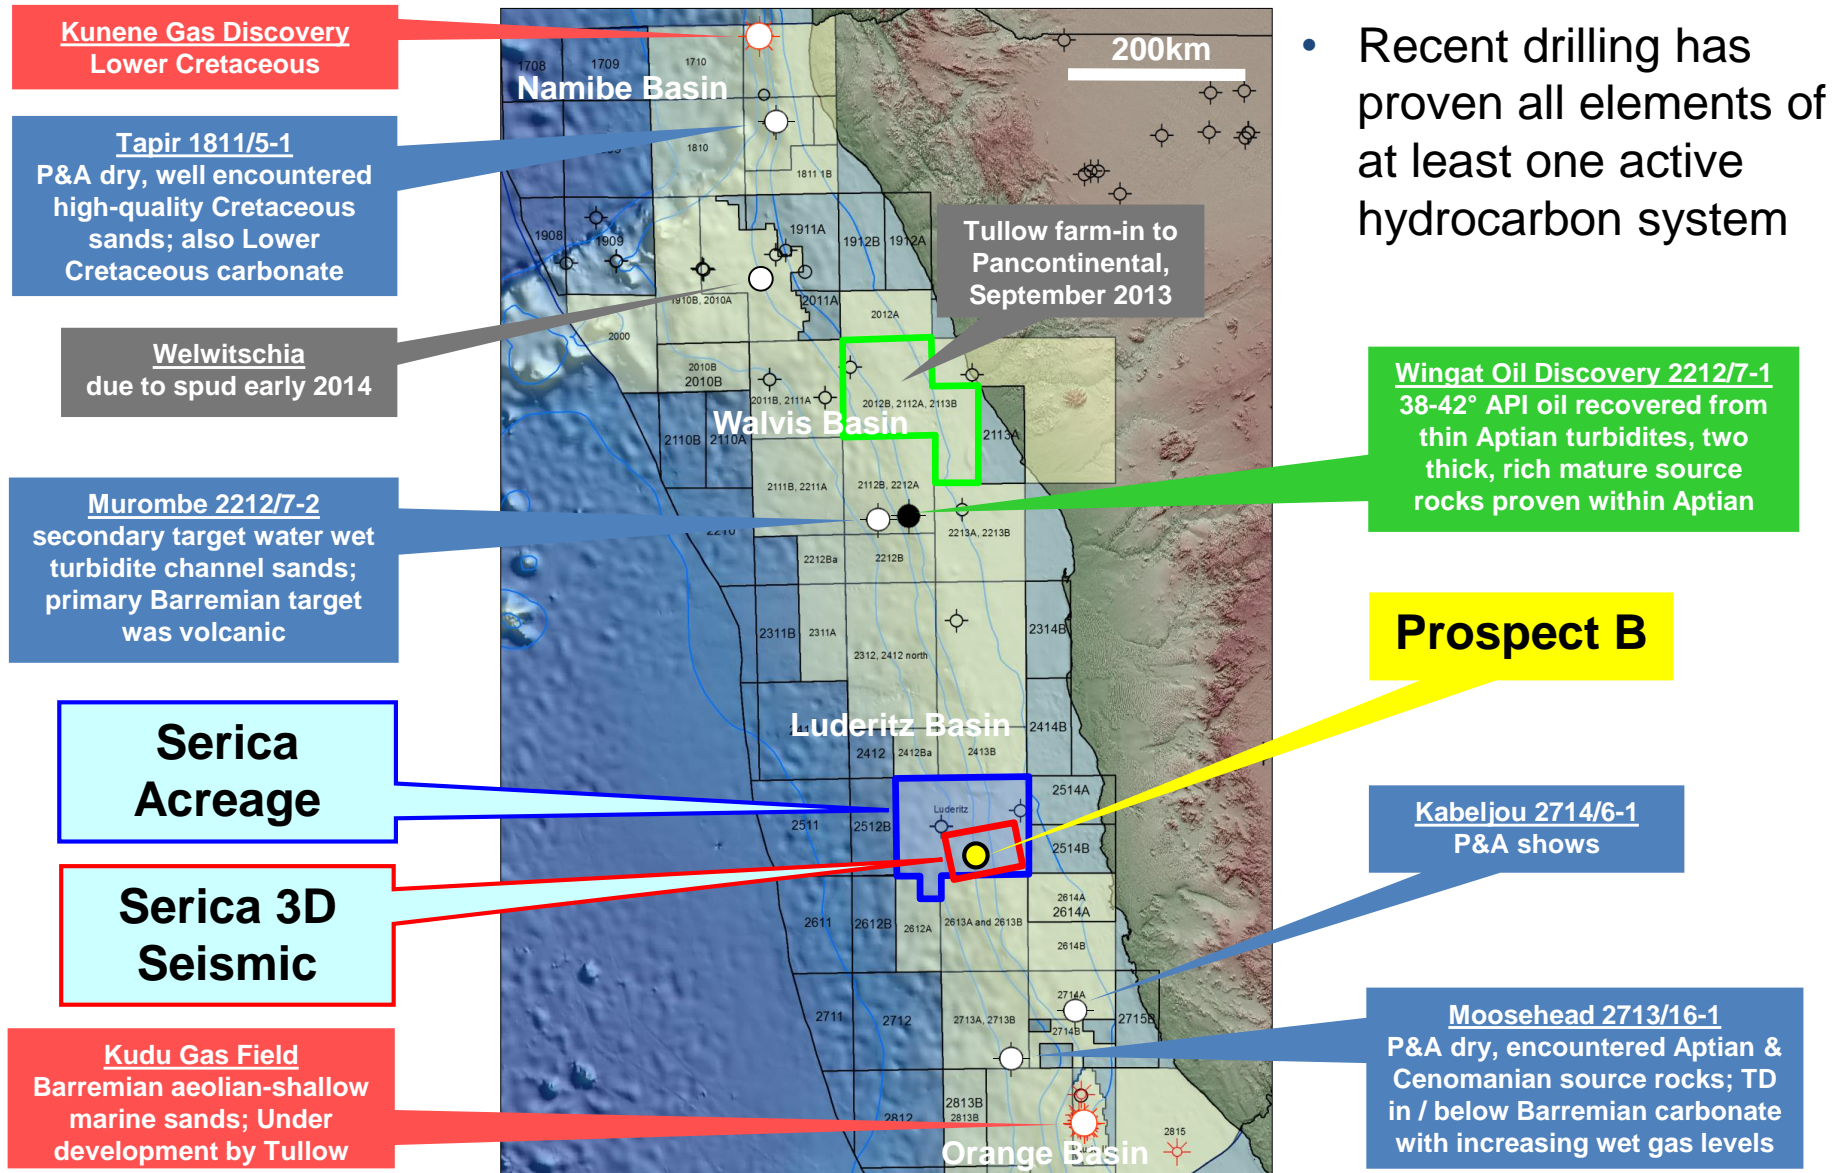 Kunene Gas Discovery
Lower Cretaceous
Tapir 1811/5-1
P&A dry, well encountered
high-quality Cretaceous
sands; also Lower
Cretaceous carbonate
Welwitschia
due to spud early 2014
Murombe 2212/7-2
secondary target water wet
turbidite channel sands;
primary Barremian target
was volcanic
Serica
Acreage
Serica 3D
Seismic
Kudu Gas Field
Barremian aeolian-shallow
marine sands; Under
development by Tullow
200km
1708
1709
1710
Namibe Basin
1810
1811 1B
1908
1909
1911A
1912B
1912A
1910B, 2010A
2011A
2012A
2000
2010B
2010B
2011B, 2111A
2012B, 2112A, 2113B
Walvis Basin
2110B
2110A
2113A
2111B, 2211A
2112B, 2212A
2210
2213A, 2213B
2212Ba
2212B
2311B
2311A
2314B
2312, 2412 north
Luderitz Basin
2414B
2412
2412Ba
2413B
Luderitz
2514A
2511
2512B
2514B
2614A
2614A
2611
2612B
2612A
2613A and 2613B
2614B
2714A
2711
2712
2713A, 2713B
2714B
2715B
2813B
2813B
2812
2815
Orange Basin
Tullow farm-in to
Pancontinental,
September 2013
• Recent drilling has
proven all elements of
at least one active
hydrocarbon system
Wingat Oil Discovery 2212/7-1
38-42° API oil recovered from
thin Aptian turbidites, two
thick, rich mature source
rocks proven within Aptian
Prospect B
Kabeljou 2714/6-1
P&A shows
Moosehead 2713/16-1
P&A dry, encountered Aptian &
Cenomanian source rocks; TD
in / below Barremian carbonate
with increasing wet gas levels